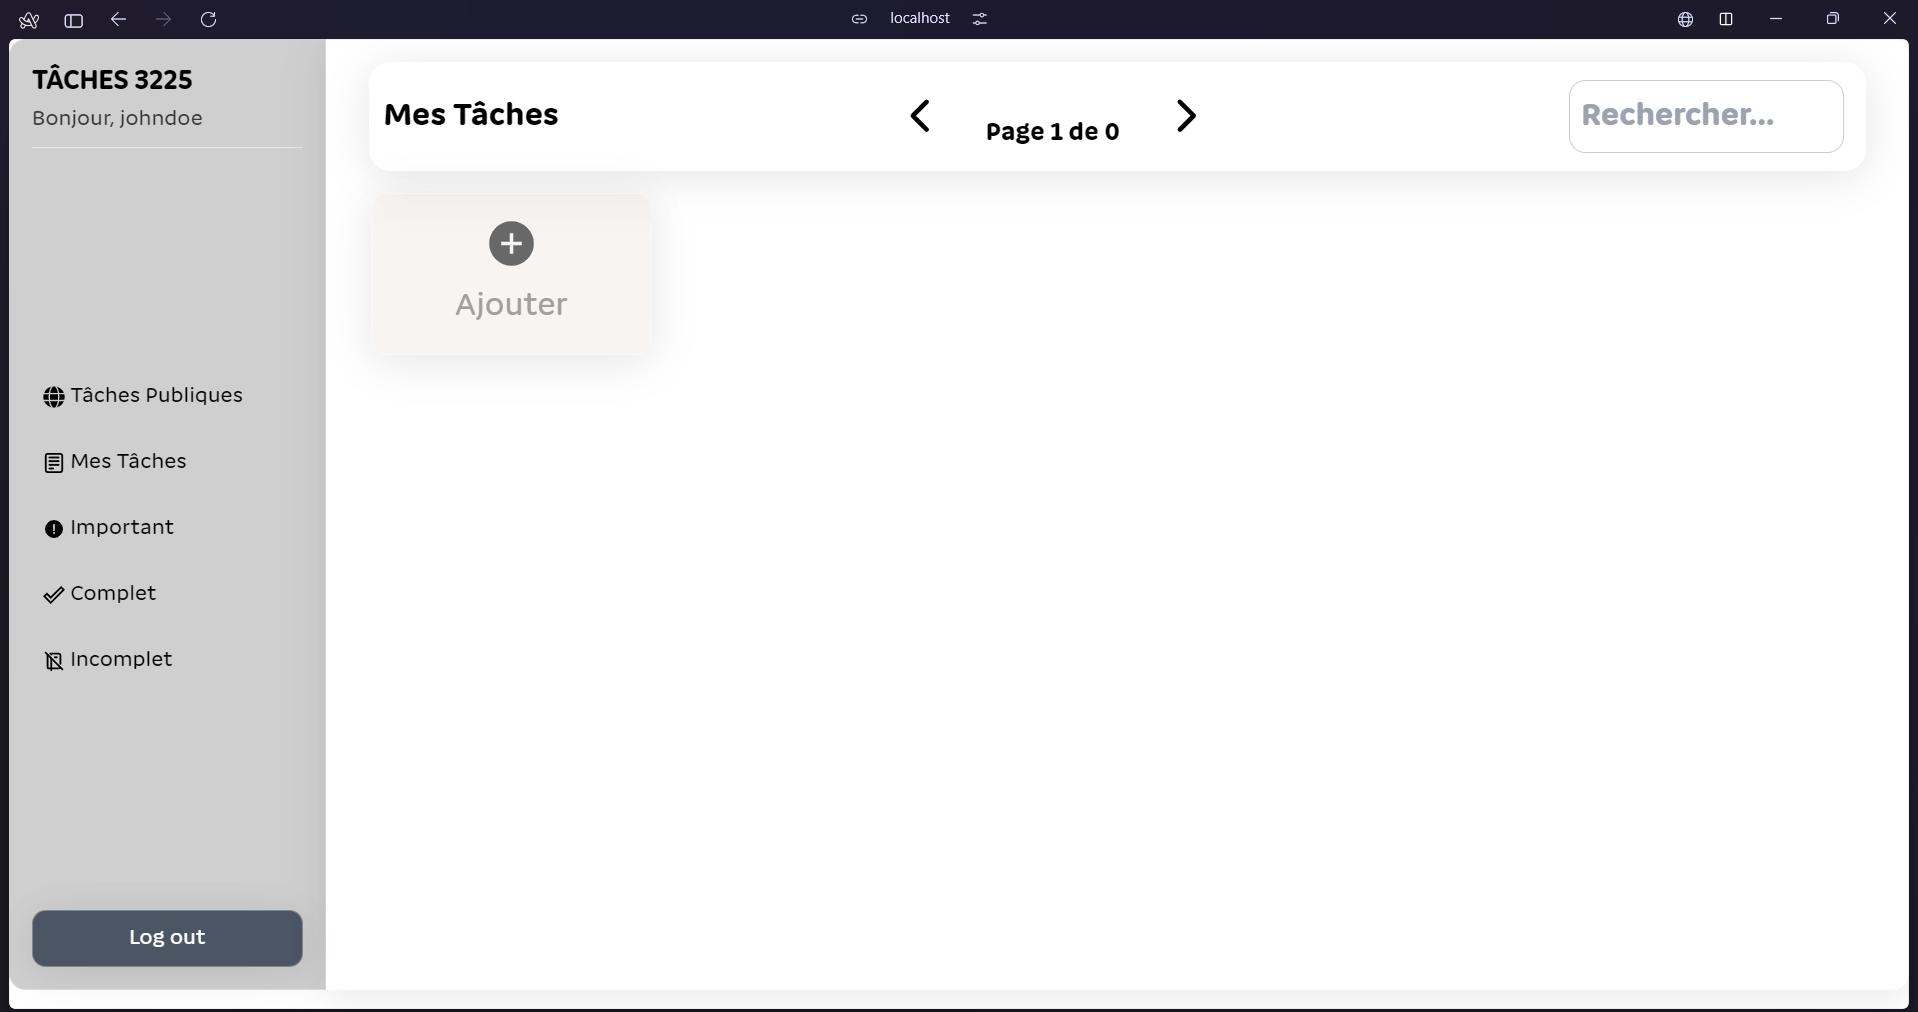 localhost
TÂCHES 3225
Bonjour, johndoe
Tâches Publiques
Mes Tâches
Important
Complet
Incomplet
Log out
Mes Tâches
Page 1 de 0
Rechercher...
Ajouter